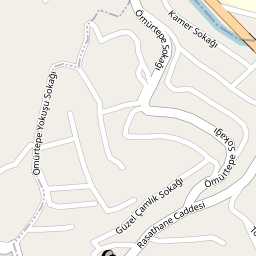 Ömürtepe Sokağı
Kamer Sokağı
Ömürtepe Yokuşu Sokağı
Ömürtepe Sokağı
Güzel Çamlık Sokağı
Rasathane Caddesi